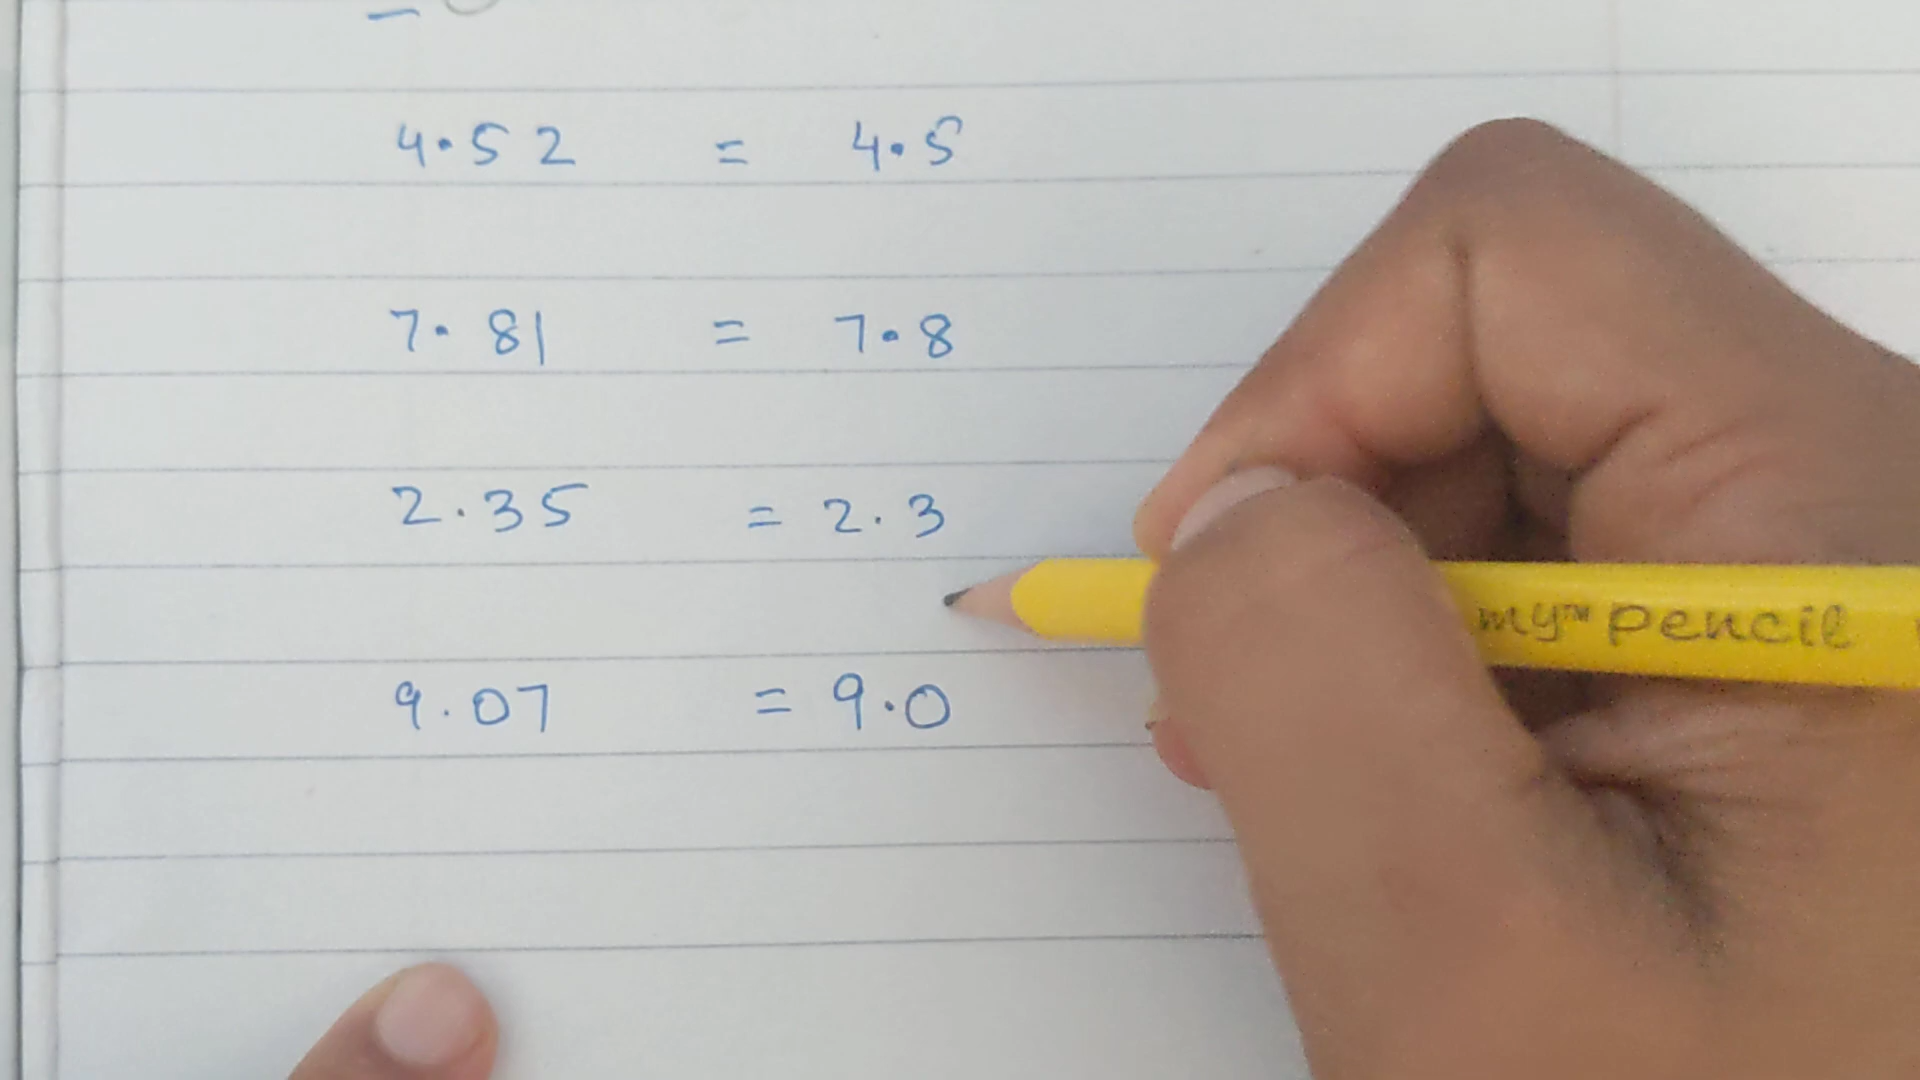 4.52 = 4.5
7.81 = 7.8
2.35 = 2.3
my™ pencil
9.07 = 9.0